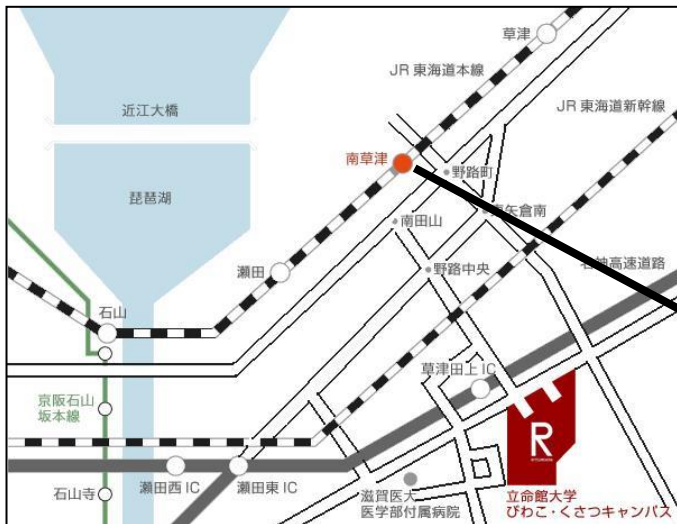 草津
JR 東海道本線
近江大橋
JR 東海道新幹線
南草津
野路町
琵琶湖
矢倉南
南田山
瀬田
野路中央
名神高速道路
石山
草津田上 IC
京阪石山
坂本線
R
瀬田西 IC
瀬田東 IC
石山寺
滋賀医大
医学部付属病院
立命館大学
びわこ・くさつキャンパス